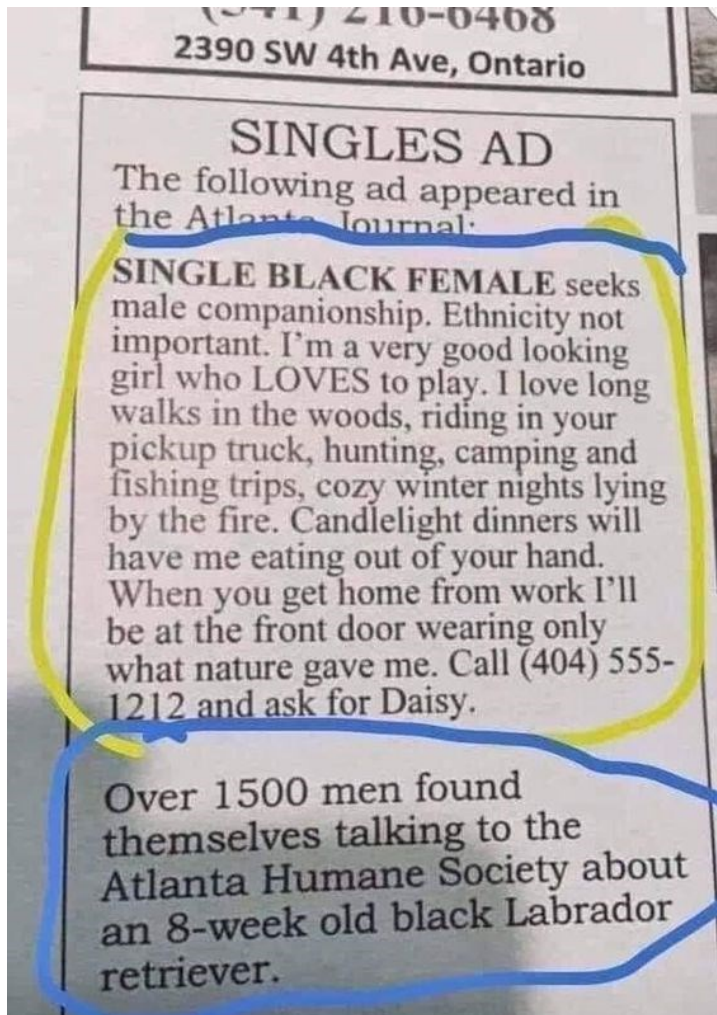 216-6468
2390 SW 4th Ave, Ontario
SINGLES AD
The following ad appeared in
the Atlanta Journal:
SINGLE BLACK FEMALE seeks
male companionship. Ethnicity not
important. I'm a very good looking
girl who LOVES to play. I love long
walks in the woods, riding in your
pickup truck, hunting, camping and
fishing trips, cozy winter nights lying
by the fire. Candlelight dinners will
have me eating out of your hand.
When you get home from work I'll
be at the front door wearing only
what nature gave me. Call (404) 555-
1212 and ask for Daisy.
Over 1500 men found
themselves talking to the
Atlanta Humane Society about
an 8-week old black Labrador
retriever.